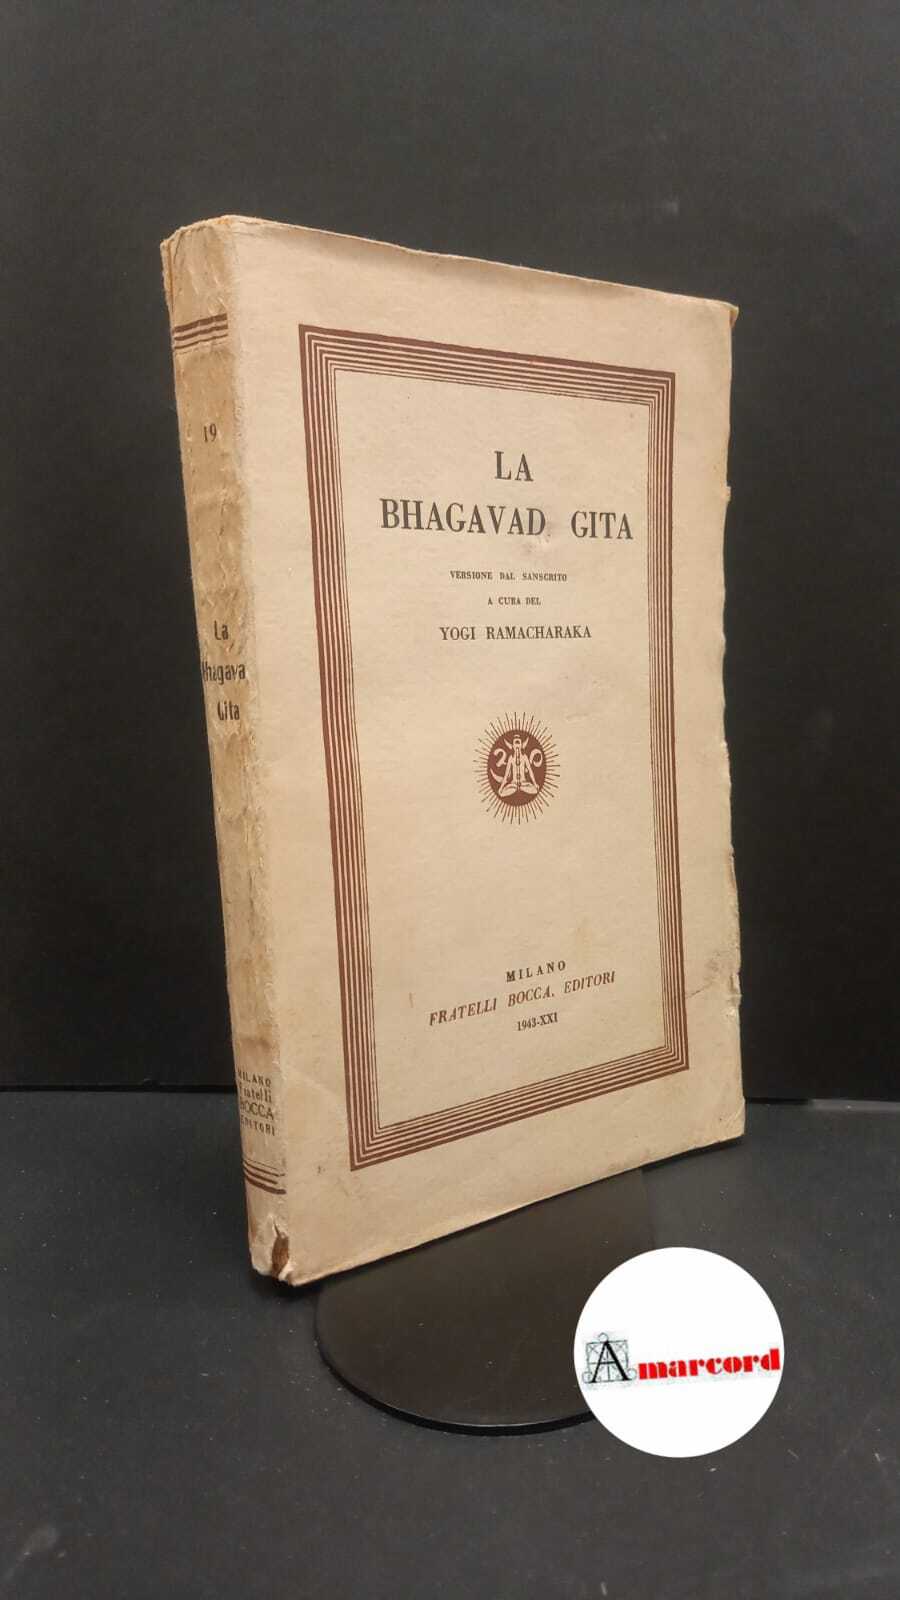 LA
BHAGAVAD GITA
VERSIONE DAL SANSCRITO
A CURA DEL
YOGI RAMACHARAKA
MILANO
FRATELLI BOCCA, EDITORI
1943-XXI
19
La
Bhagava
Gita
MILANO
Fratelli
BOCCA
EDITORI
Amarcord